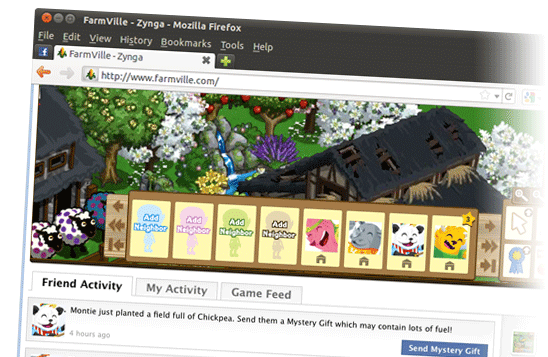 FarmVille - Zynga - Mozilla Firefox
File Edit View History Bookmarks Tools Help
FarmVille - Zynga
http://www.farmville.com/
Add Neighbor
Add Neighbor
Add Neighbor
Add Neighbor
3
Friend Activity My Activity Game Feed
Montie just planted a field full of Chickpea. Send them a Mystery Gift which may contain lots of fuel!
4 hours ago
Send Mystery Gift